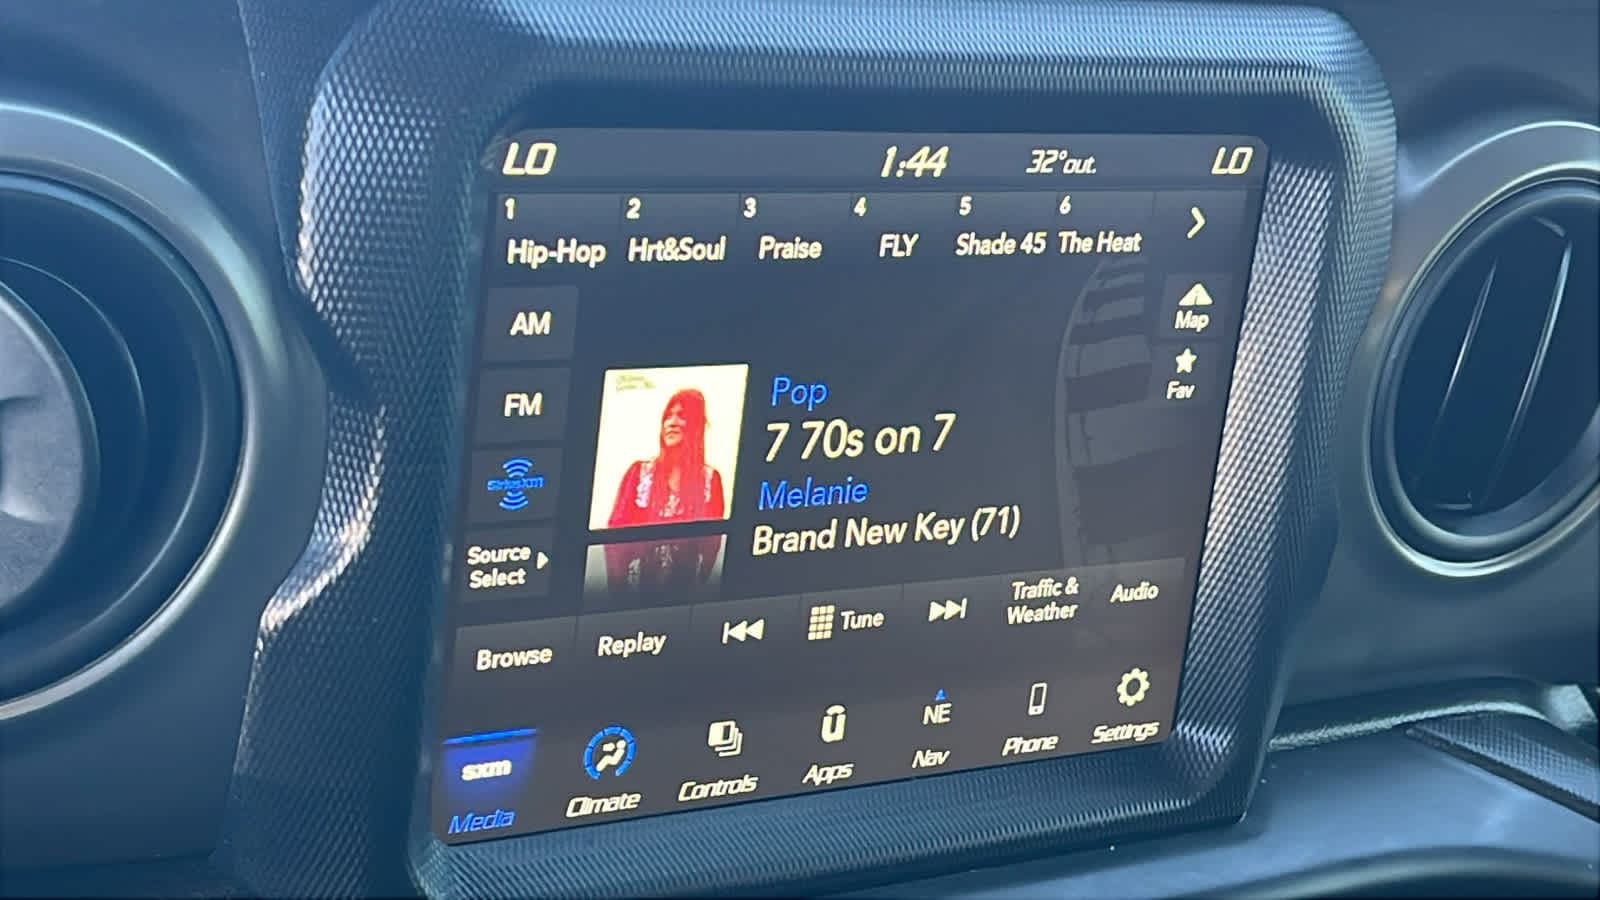 LO 1:44 32°out. LO
1 2 3 4 5 6
Hip-Hop Hrt&Soul Praise FLY Shade 45 The Heat
AM
Map
FM
Fav
Pop
7 70s on 7
Melanie
Brand New Key (71)
SiriusXM
Source
Select
Browse Replay Tune Traffic &
Weather Audio
sxm NE
Media Climate Controls Apps Nav Phone Settings